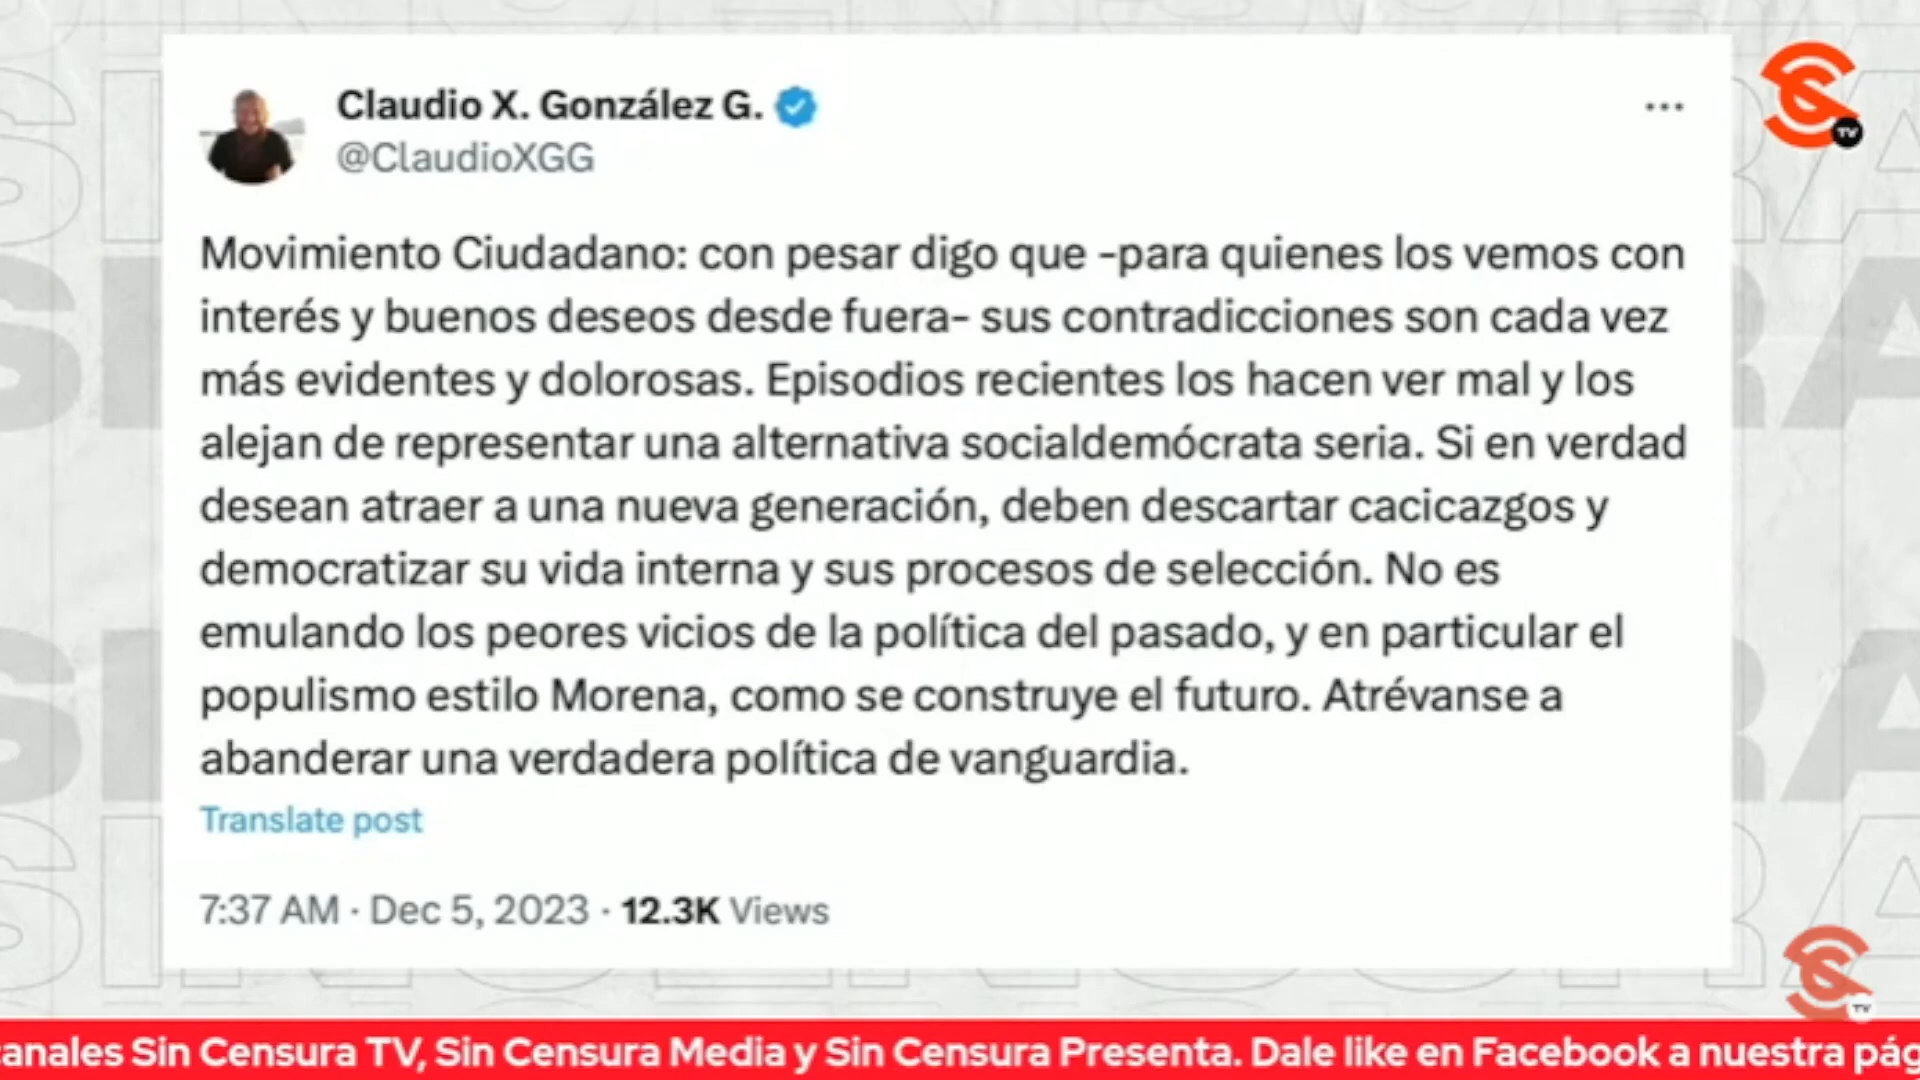 Claudio X. González G.
@ClaudioXGG
Movimiento Ciudadano: con pesar digo que -para quienes los vemos con
interés y buenos deseos desde fuera- sus contradicciones son cada vez
más evidentes y dolorosas. Episodios recientes los hacen ver mal y los
alejan de representar una alternativa socialdemócrata seria. Si en verdad
desean atraer a una nueva generación, deben descartar cacicazgos y
democratizar su vida interna y sus procesos de selección. No es
emulando los peores vicios de la política del pasado, y en particular el
populismo estilo Morena, como se construye el futuro. Atrévanse a
abanderar una verdadera política de vanguardia.
Translate post
7:37 AM · Dec 5, 2023 · 12.3K Views
TV
TV
canales Sin Censura TV, Sin Censura Media y Sin Censura Presenta. Dale like en Facebook a nuestra pág